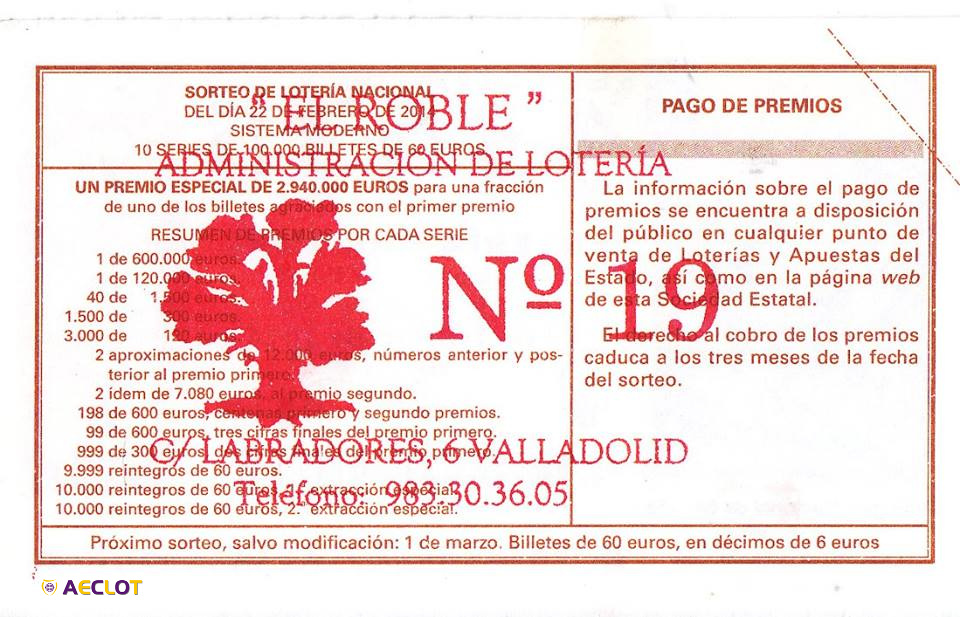 SORTEO DE LOTERÍA NACIONAL
DEL DÍA 22 DE FEBRERO DE 2014
SISTEMA MODERNO
10 SERIES DE 100.000 BILLETES DE 60 EUROS
UN PREMIO ESPECIAL DE 2.940.000 EUROS para una fracción
de uno de los billetes agraciados con el primer premio
RESUMEN DE PREMIOS POR CADA SERIE
1 de 600.000 euros.
1 de 120.000 euros.
40 de 1.500 euros.
1.500 de 300 euros.
3.000 de 120 euros.
2 aproximaciones de 12.000 euros, números anterior y pos-
terior al premio primero.
2 ídem de 7.080 euros, al premio segundo.
198 de 600 euros, centenas primero y segundo premios.
99 de 600 euros, tres cifras finales del premio primero.
999 de 300 euros, dos cifras finales del premio primero.
9.999 reintegros de 60 euros.
10.000 reintegros de 60 euros, 1.ª extracción especial.
10.000 reintegros de 60 euros, 2.ª extracción especial.
PAGO DE PREMIOS
La información sobre el pago de
premios se encuentra a disposición
del público en cualquier punto de
venta de Loterías y Apuestas del
Estado, así como en la página web
de esta Sociedad Estatal.
El derecho al cobro de los premios
caduca a los tres meses de la fecha
del sorteo.
Próximo sorteo, salvo modificación: 1 de marzo. Billetes de 60 euros, en décimos de 6 euros
" EL ROBLE "
ADMINISTRACIÓN DE LOTERÍA
Nº 19
C/ LABRADORES, 6 VALLADOLID
Teléfono: 983.30.36.05
AECLOT